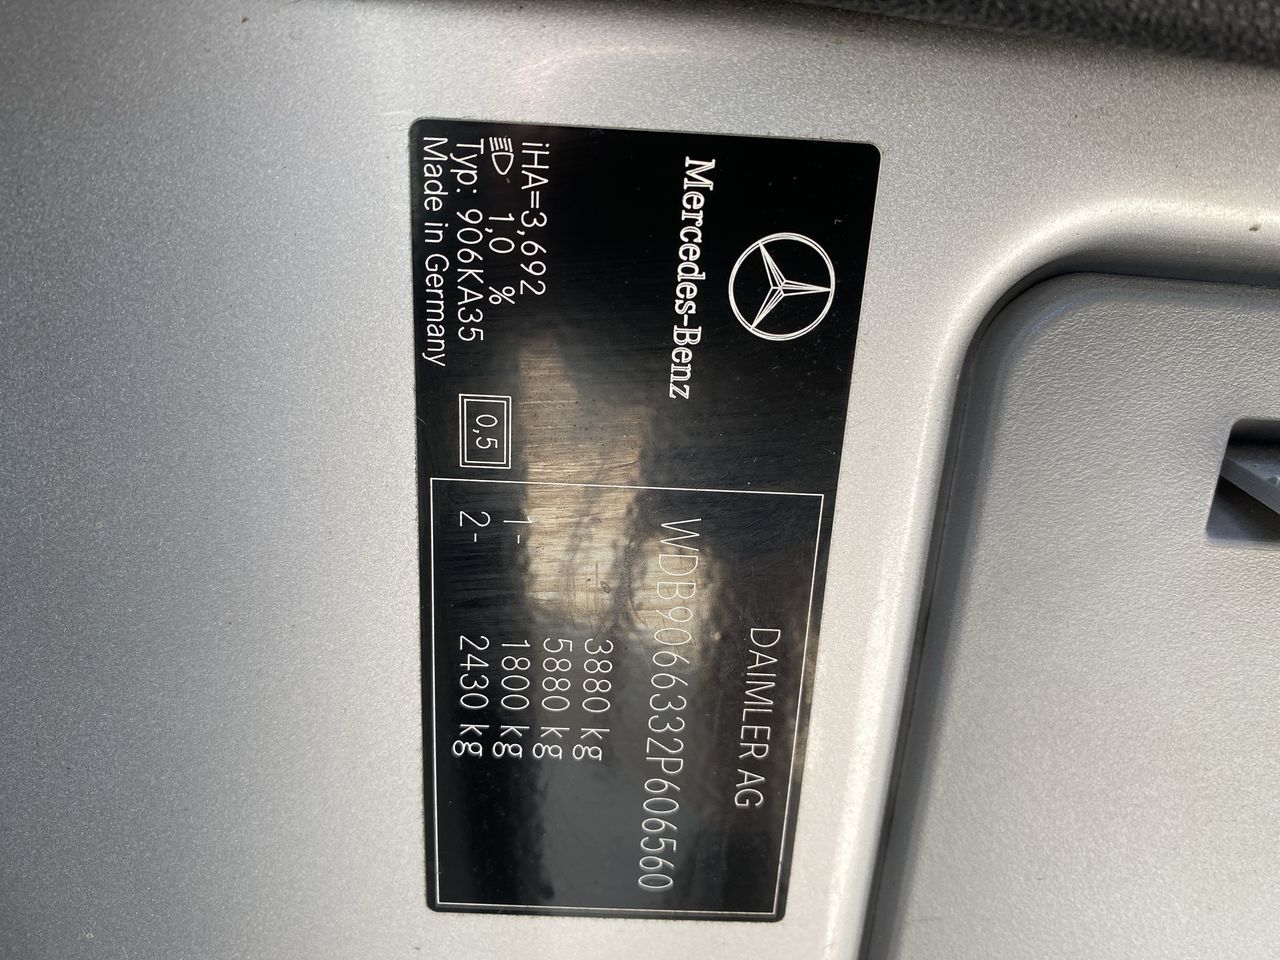 Mercedes-Benz
iHA=3,692
1,0 %
Typ: 906KA35
Made in Germany
0,5
DAIMLER AG
WDB9066332P606560
3880 kg
5880 kg
1- 1800 kg
2- 2430 kg